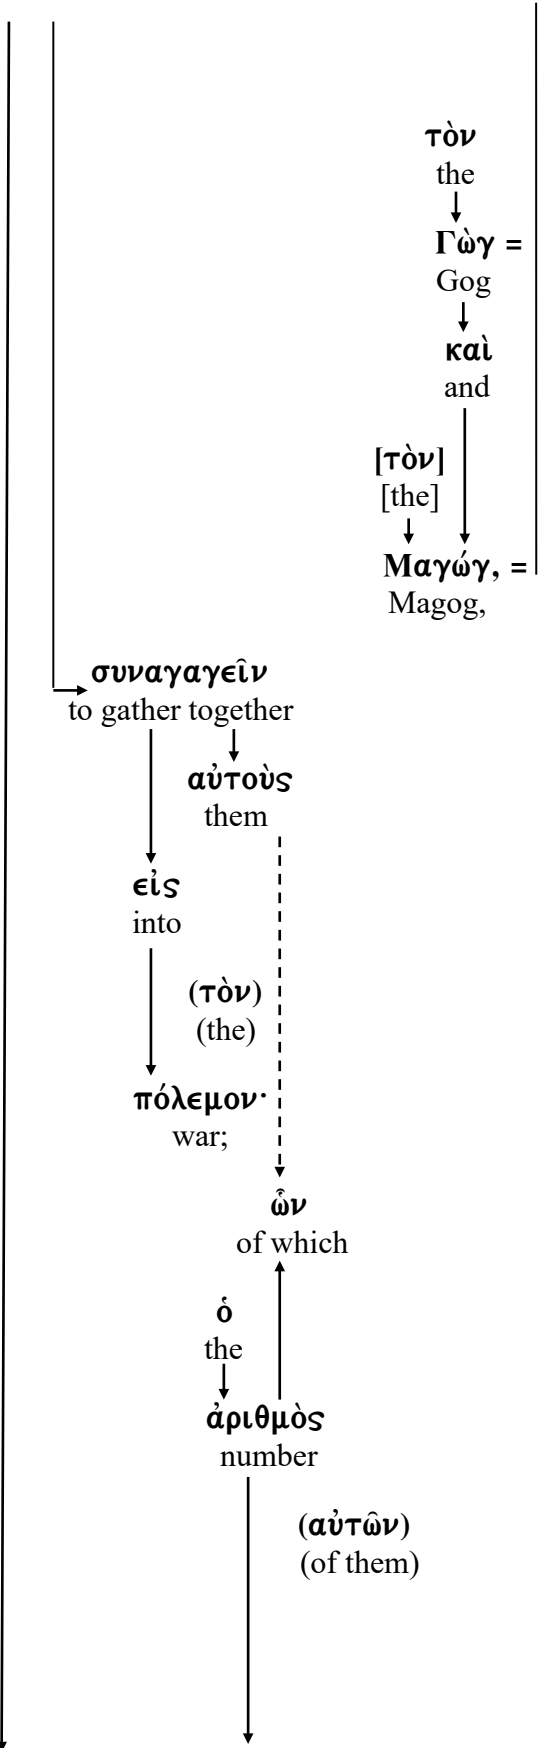 τὸν
the
Γὼγ =
Gog
καὶ
and
[τὸν]
[the]
Μαγώγ, =
Magog,
συναγαγεῖν
to gather together
αὐτοὺς
them
εἰς
into
(τὸν)
(the)
πόλεμον·
war;
ὧν
of which
ὁ
the
ἀριθμὸς
number
(αὐτῶν)
(of them)